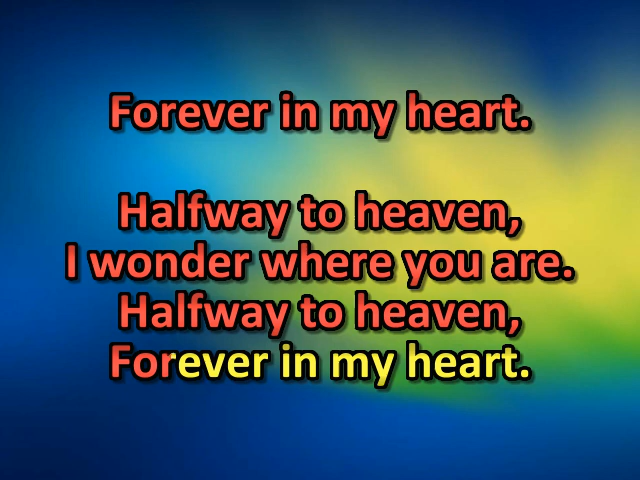 Forever in my heart.
Halfway to heaven,
I wonder where you are.
Halfway to heaven,
Forever in my heart.